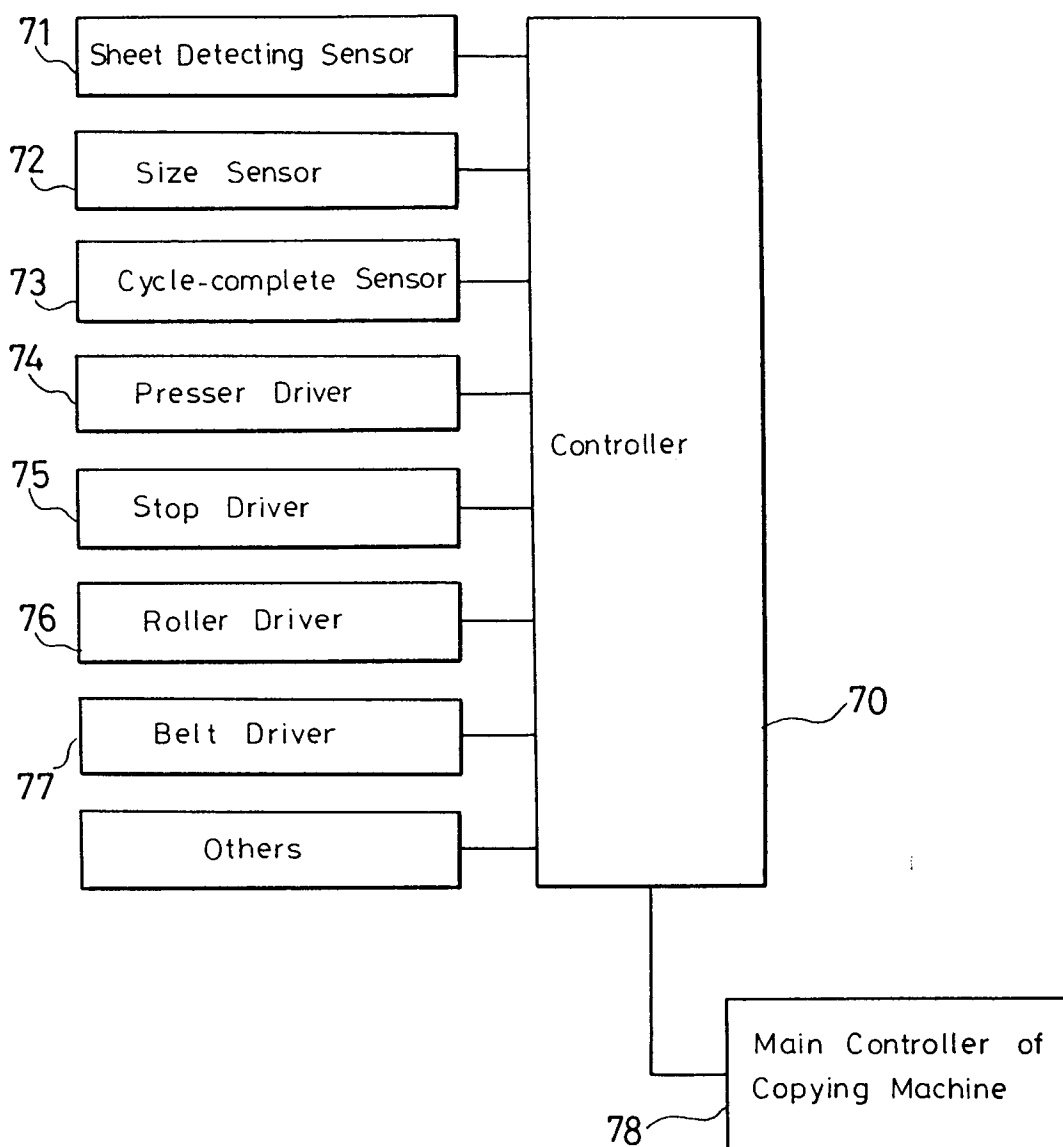 71
Sheet Detecting Sensor
72
Size Sensor
73
Cycle-complete Sensor
74
Presser Driver
Controller
75
Stop Driver
76
Roller Driver
70
Belt Driver
77
Others
Main Controller of
Copying Machine
78